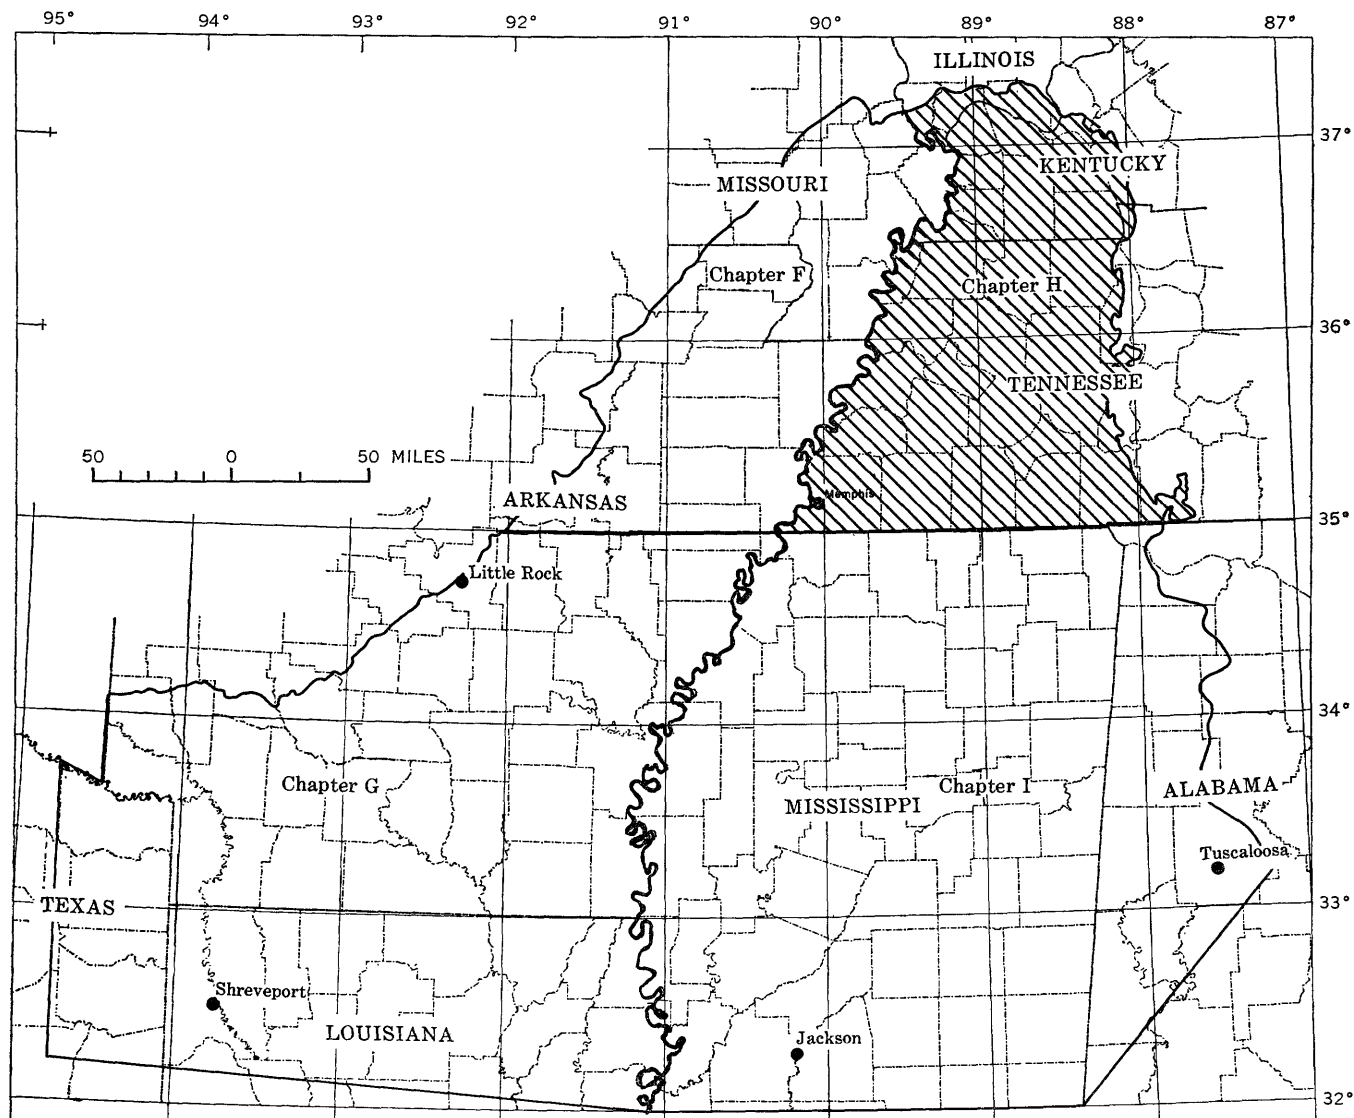 95° 94° 93° 92° 91° 90° 89° 88° 87°
ILLINOIS
37°
KENTUCKY
MISSOURI
Chapter F
Chapter H
36°
TENNESSEE
50 0 50 MILES
Memphis
ARKANSAS
35°
Little Rock
34°
Chapter G
Chapter I
ALABAMA
MISSISSIPPI
Tuscaloosa
TEXAS
33°
Shreveport
LOUISIANA
Jackson
32°